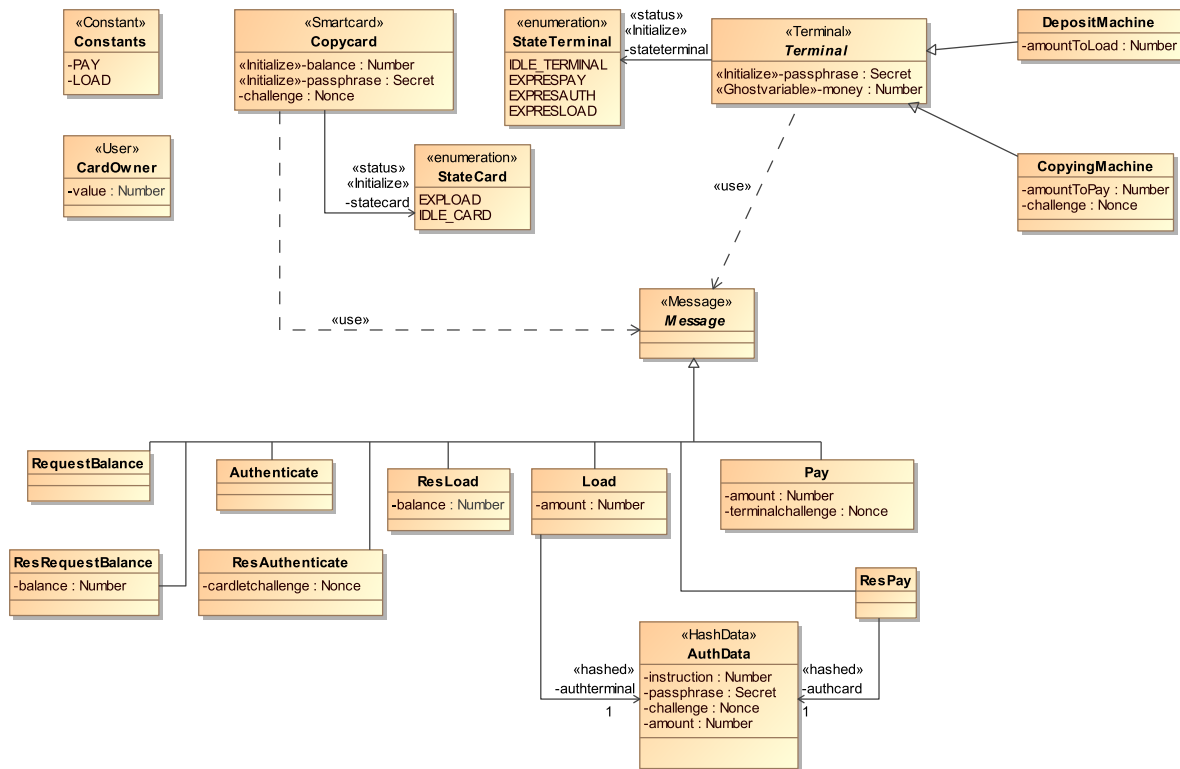 «Constant»
Constants
-PAY
-LOAD
«Smartcard»
Copycard
«Initialize»-balance : Number
«Initialize»-passphrase : Secret
-challenge : Nonce
«enumeration»
StateTerminal
IDLE_TERMINAL
EXPRESPAY
EXPRESAUTH
EXPRESLOAD
«status»
«Initialize»
-stateterminal
«Terminal»
Terminal
«Initialize»-passphrase : Secret
«Ghostvariable»-money : Number
DepositMachine
-amountToLoad : Number
«User»
CardOwner
-value : Number
«status»
«Initialize»
-statecard
«enumeration»
StateCard
EXPLOAD
IDLE_CARD
«use»
CopyingMachine
-amountToPay : Number
-challenge : Nonce
«use»
«Message»
Message
RequestBalance
Authenticate
ResLoad
-balance : Number
Load
-amount : Number
Pay
-amount : Number
-terminalchallenge : Nonce
ResRequestBalance
-balance : Number
ResAuthenticate
-cardletchallenge : Nonce
ResPay
«hashed»
-authterminal
1
«HashData»
AuthData
-instruction : Number
-passphrase : Secret
-challenge : Nonce
-amount : Number
«hashed»
-authcard
1